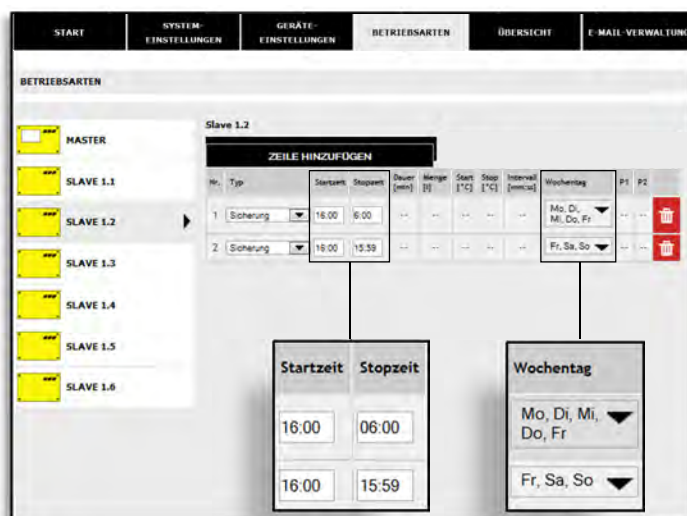 START
SYSTEM-
EINSTELLUNGEN
GERÄTE-
EINSTELLUNGEN
BETRIEBSARTEN
ÜBERSICHT
E-MAIL-VERWALTUNG
BETRIEBSARTEN
MASTER
SLAVE 1.1
SLAVE 1.2
SLAVE 1.3
SLAVE 1.4
SLAVE 1.5
SLAVE 1.6
Slave 1.2
ZEILE HINZUFÜGEN
Nr. Typ Startzeit Stopzeit Dauer [min] Menge [l] Start [°C] Stop [°C] Intervall [mm:ss] Wochentag P1 P2
1 Sicherung 16:00 6:00 -- -- -- -- -- Mo, Di, Mi, Do, Fr -- --
2 Sicherung 16:00 15:59 -- -- -- -- -- Fr, Sa, So -- --
Startzeit Stopzeit
16:00 06:00
16:00 15:59
Wochentag
Mo, Di, Mi,
Do, Fr
Fr, Sa, So